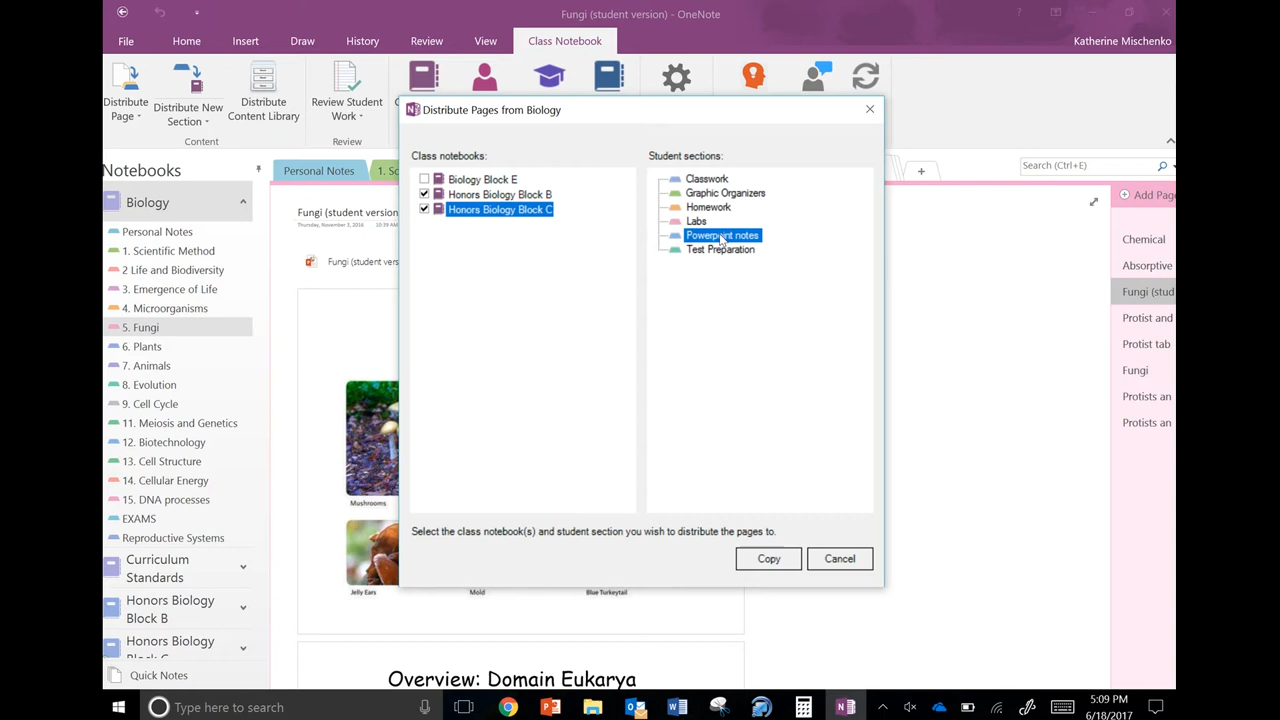 Fungi (student version) - OneNote
File Home Insert Draw History Review View Class Notebook
Katherine Mischenko
Distribute Page
Distribute New Section
Distribute Content Library
Review Student Work
Content
Review
Notebooks
Personal Notes
Search (Ctrl+E)
Biology
Personal Notes
1. Scientific Method
2 Life and Biodiversity
3. Emergence of Life
4. Microorganisms
5. Fungi
6. Plants
7. Animals
8. Evolution
9. Cell Cycle
11. Meiosis and Genetics
12. Biotechnology
13. Cell Structure
14. Cellular Energy
15. DNA processes
EXAMS
Reproductive Systems
Curriculum Standards
Honors Biology Block B
Honors Biology
Quick Notes
Fungi (student version
Thursday, November 3, 2016 10:39 AM
Fungi (student vers
Mushrooms
Jelly Ears
Mold
Blue Turkeytail
Overview: Domain Eukarya
Distribute Pages from Biology
Class notebooks:
Biology Block E
Honors Biology Block B
Honors Biology Block C
Student sections:
Classwork
Graphic Organizers
Homework
Labs
Powerpoint notes
Test Preparation
Select the class notebook(s) and student section you wish to distribute the pages to.
Copy
Cancel
Add Pag
Chemical
Absorptive
Fungi (stud
Protist and
Protist tab
Fungi
Protists an
Protists an
Type here to search
5:09 PM
6/18/2017